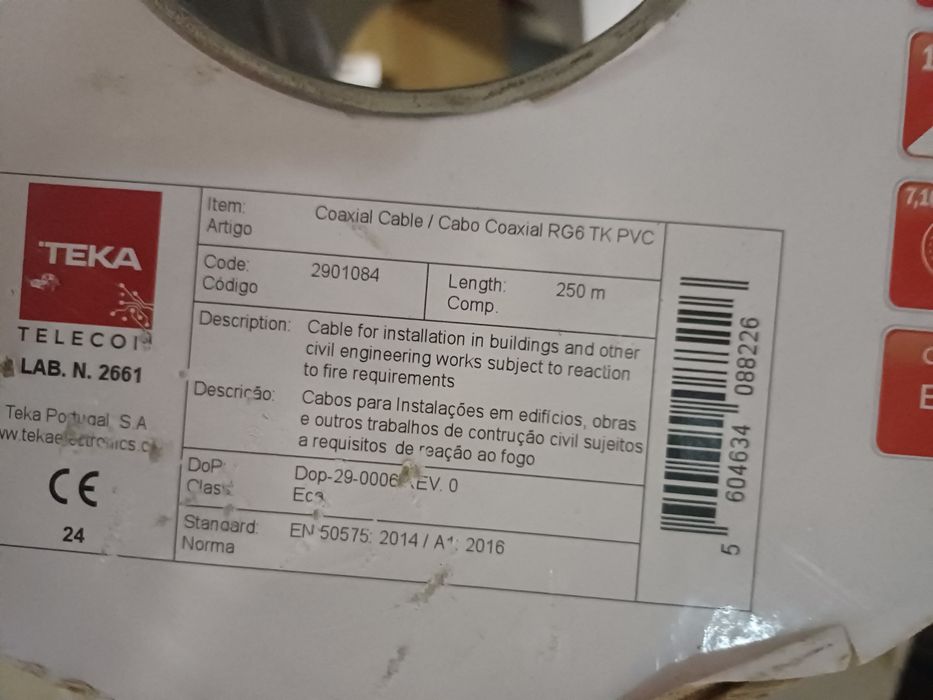 TEKA
TELECO
LAB. N. 2661
Teka Portugal, S.A
24
Item: Coaxial Cable / Cabo Coaxial RG6 TK PVC
Artigo
Code: 2901084
Código
Length: 250 m
Comp.
Description: Cable for installation in buildings and other
civil engineering works subject to reaction
to fire requirements
Descrição: Cabos para Instalações em edifícios, obras
e outros trabalhos de contrução civil sujeitos
a requisitos de reação ao fogo
DoP: Dop-29-0006 REV. 0
Class: Eca
Standard: EN 50575: 2014 / A1: 2016
Norma
5 604634 088226